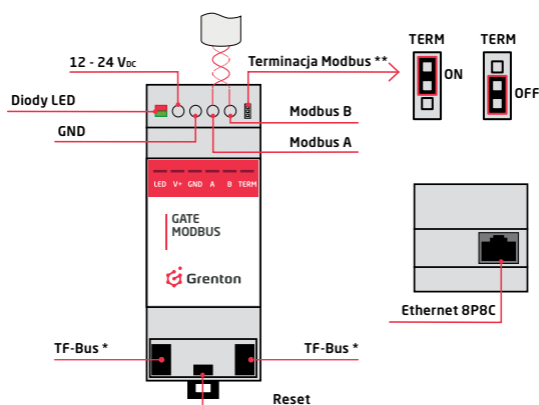 12 - 24 VDC
Terminacja Modbus **
TERM
TERM
ON
OFF
Diody LED
GND
Modbus B
Modbus A
LED V+ GND A B TERM
GATE
MODBUS
Grenton
Ethernet 8P8C
TF-Bus *
TF-Bus *
Reset